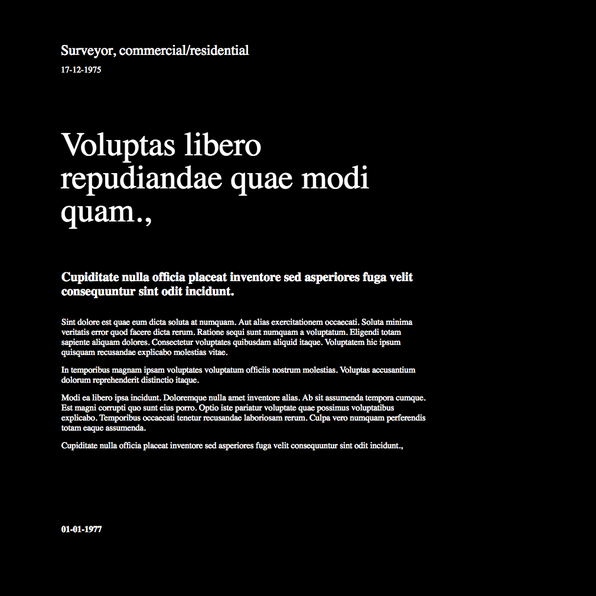 Surveyor, commercial/residential
17-12-1975
Voluptas libero
repudiandae quae modi
quam.,
Cupiditate nulla officia placeat inventore sed asperiores fuga velit
consequuntur sint odit incidunt.
Sint dolore est quae eum dicta soluta at numquam. Aut alias exercitationem occaecati. Soluta minima
veritatis error quod facere dicta rerum. Ratione sequi sunt numquam a voluptatum. Eligendi totam
sapiente aliquam dolores. Consectetur voluptates quibusdam aliquid itaque. Voluptatem hic ipsum
quisquam recusandae explicabo molestias vitae.
In temporibus magnam ipsam voluptates voluptatum officiis nostrum molestias. Voluptas accusantium
dolorum reprehenderit distinctio itaque.
Modi ea libero ipsa incidunt. Doloremque nulla amet inventore alias. Ab sit assumenda tempora cumque.
Est magni corrupti quo sunt eius porro. Optio iste pariatur voluptate quae possimus voluptatibus
explicabo. Temporibus occaecati tenetur recusandae laboriosam rerum. Culpa vero numquam perferendis
totam eaque assumenda.
Cupiditate nulla officia placeat inventore sed asperiores fuga velit consequuntur sint odit incidunt.,
01-01-1977